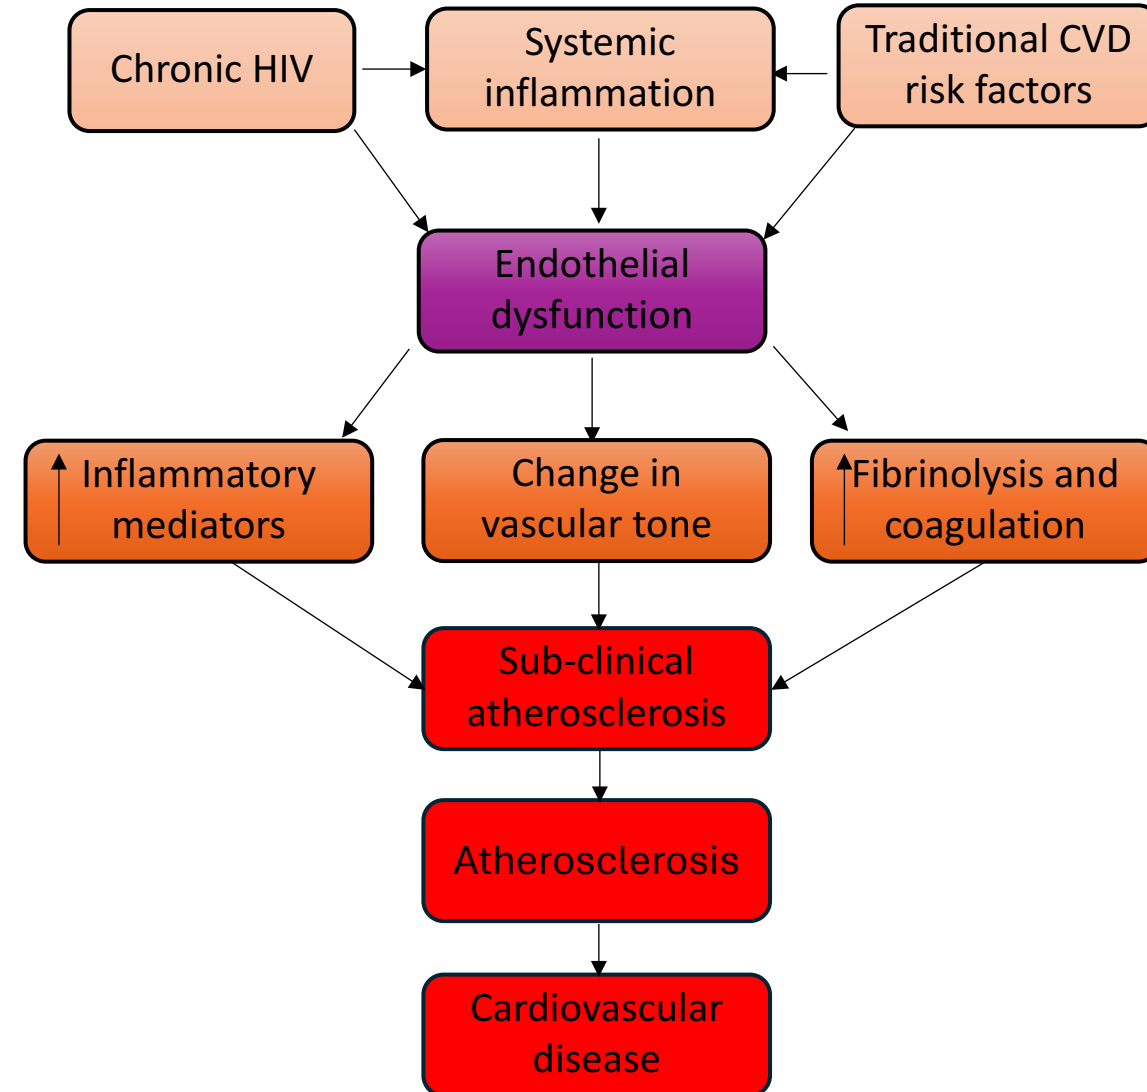 Chronic HIV
Systemic
inflammation
Traditional CVD
risk factors
Endothelial
dysfunction
Inflammatory
mediators
Change in
vascular tone
Fibrinolysis and
coagulation
Sub-clinical
atherosclerosis
Atherosclerosis
Cardiovascular
disease